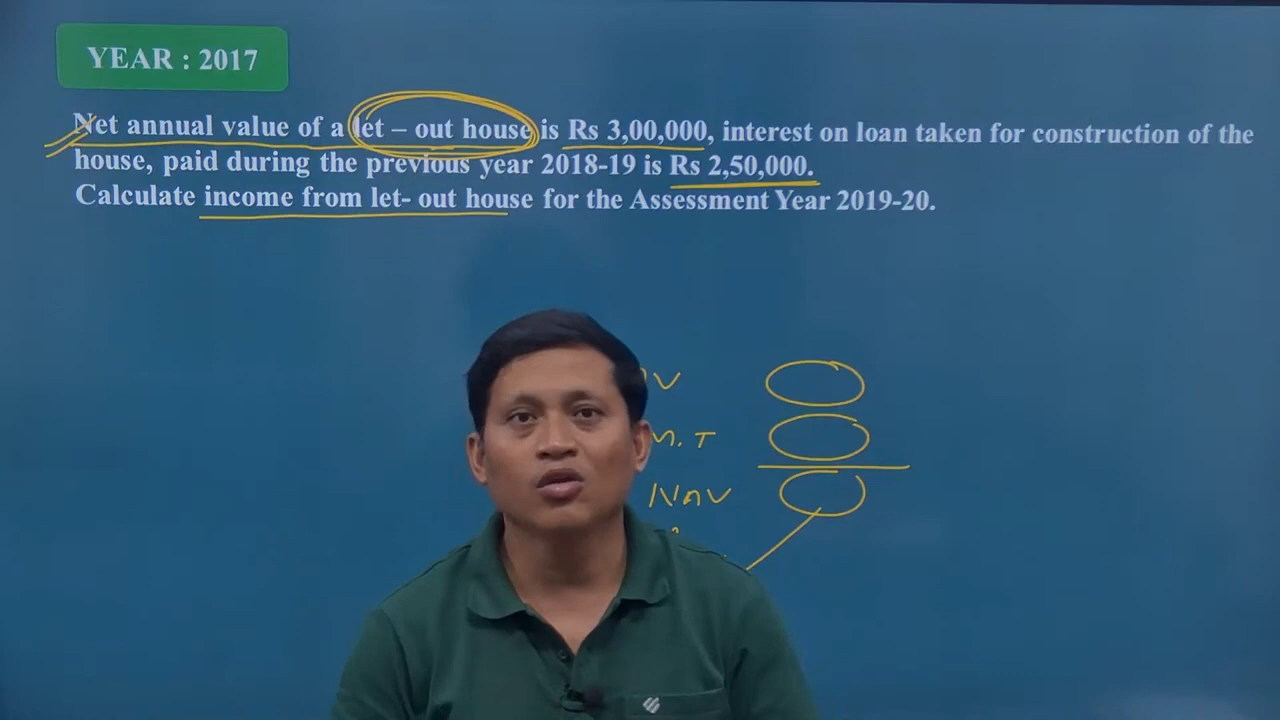 YEAR : 2017
Net annual value of a let – out house is Rs 3,00,000, interest on loan taken for construction of the
house, paid during the previous year 2018-19 is Rs 2,50,000.
Calculate income from let- out house for the Assessment Year 2019-20.
M.T
NAV